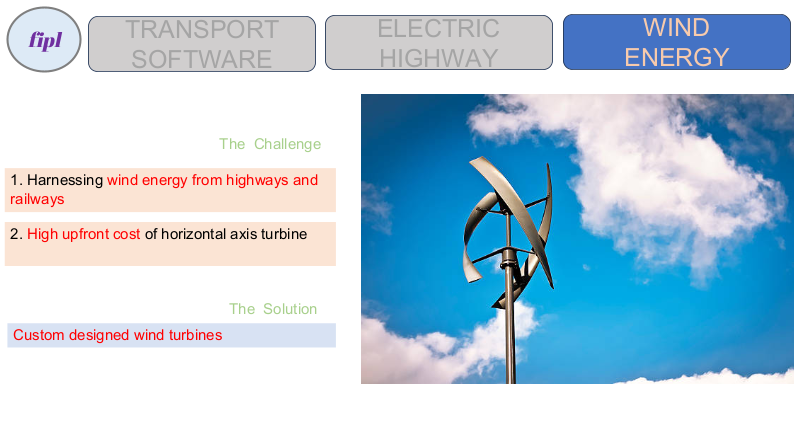 fipl
TRANSPORT
SOFTWARE
ELECTRIC
HIGHWAY
WIND
ENERGY
The Challenge
1. Harnessing wind energy from highways and
railways
2. High upfront cost of horizontal axis turbine
The Solution
Custom designed wind turbines